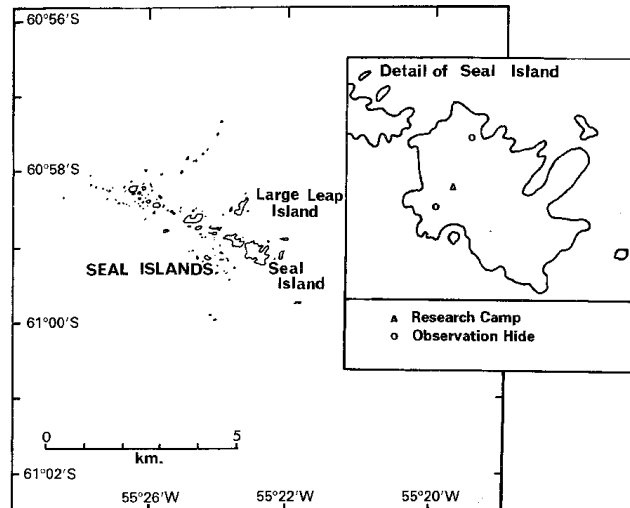 60°56'S
60°58'S
Large Leap
Island
SEAL ISLANDS
Seal
Island
61°00'S
0 5
km.
61°02'S
55°26'W 55°22'W 55°20'W
Detail of Seal Island
▵ Research Camp
o Observation Hide